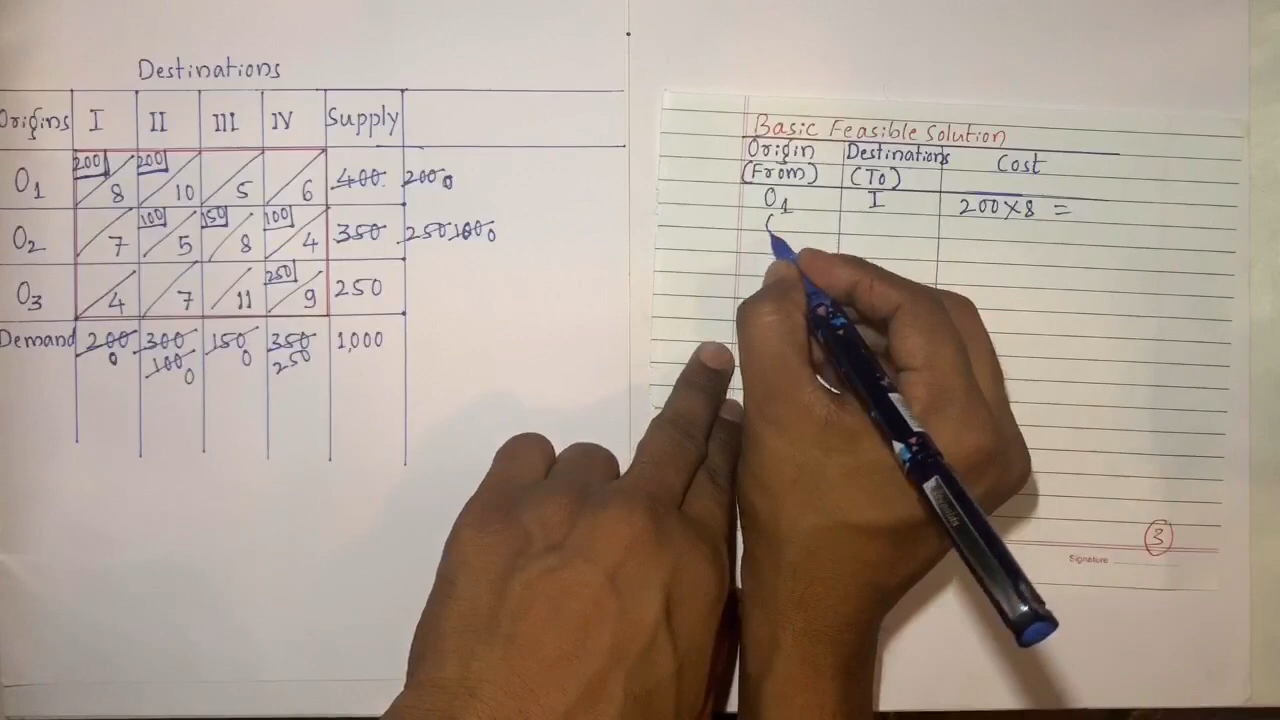 Destinations
Origins I II III IV Supply
O1 200 8 200 10 5 6 400 200 0
O2 7 100 5 150 8 100 4 350 250 100 0
O3 4 7 11 250 9 250
Demand 200 300 150 350 1,000
0 100 0 250
0
Basic Feasible Solution
Origin Destinations Cost
(From) (To)
O1 I 200×8 =
3
Signature